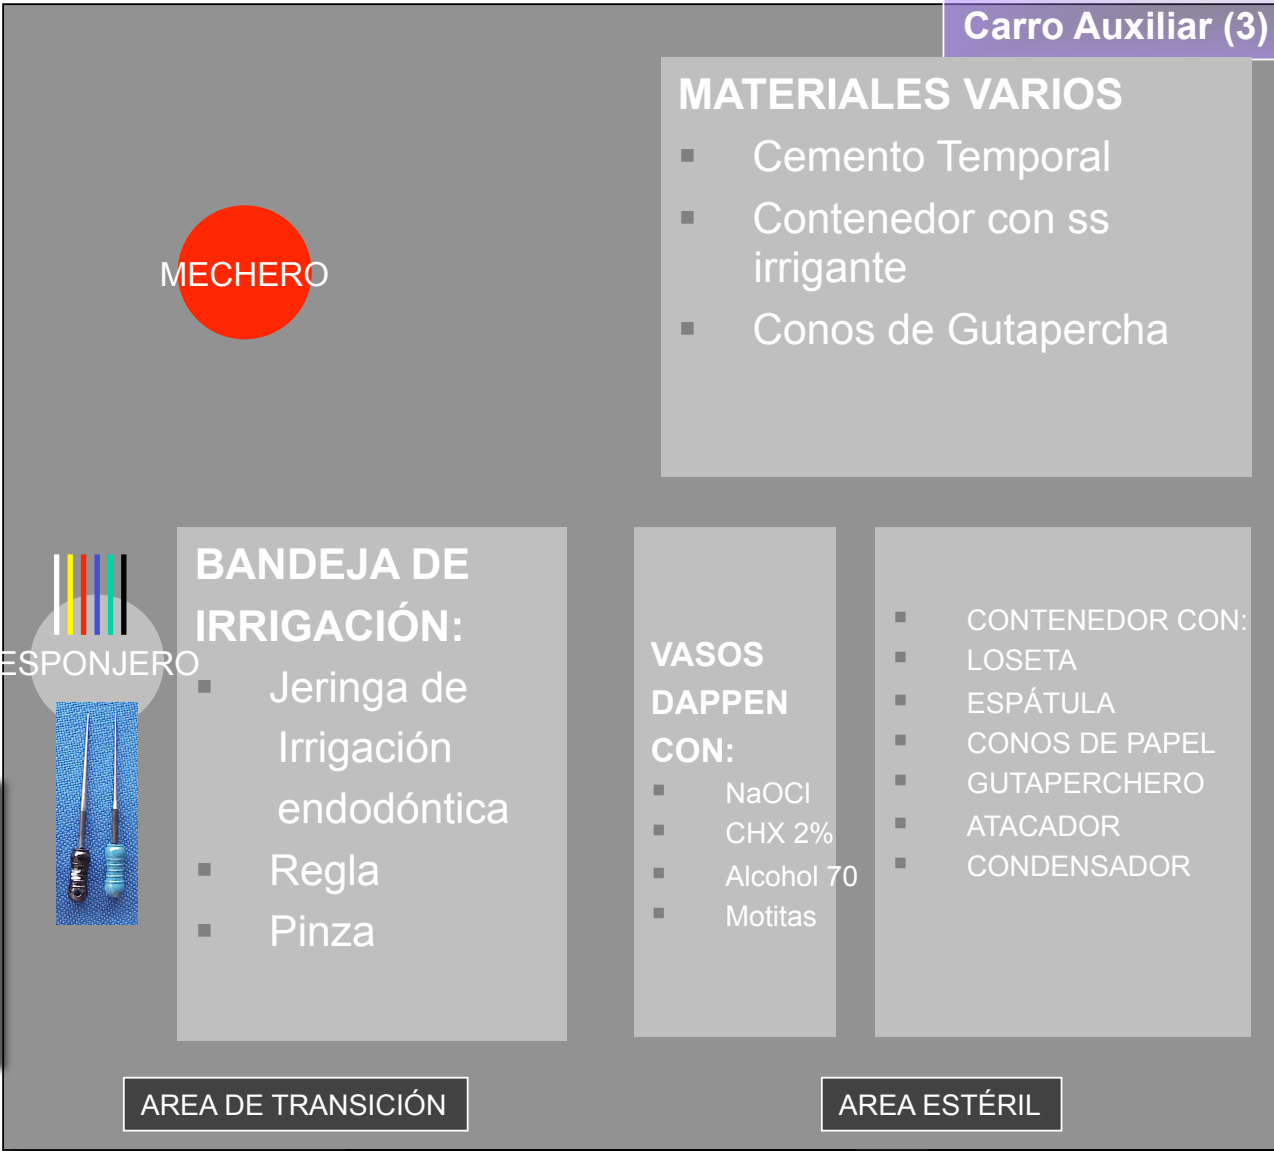 Carro Auxiliar (3)
MATERIALES VARIOS
▪ Cemento Temporal
▪ Contenedor con ss
irrigante
▪ Conos de Gutapercha
MECHERO
ESPONJERO
BANDEJA DE
IRRIGACIÓN:
▪ Jeringa de
Irrigación
endodóntica
▪ Regla
▪ Pinza
VASOS
DAPPEN
CON:
▪ NaOCl
▪ CHX 2%
▪ Alcohol 70
▪ Motitas
▪ CONTENEDOR CON:
▪ LOSETA
▪ ESPÁTULA
▪ CONOS DE PAPEL
▪ GUTAPERCHERO
▪ ATACADOR
▪ CONDENSADOR
AREA DE TRANSICIÓN
AREA ESTÉRIL